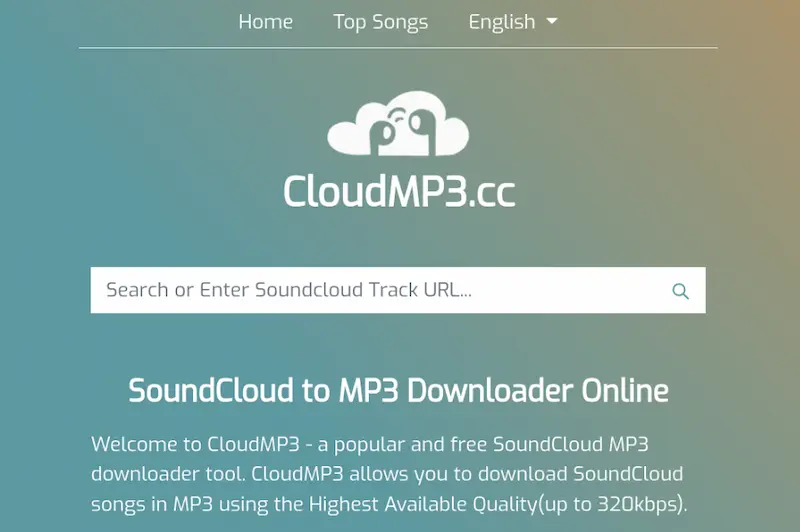 Home Top Songs English
CloudMP3.cc
Search or Enter Soundcloud Track URL...
SoundCloud to MP3 Downloader Online
Welcome to CloudMP3 - a popular and free SoundCloud MP3
downloader tool. CloudMP3 allows you to download SoundCloud
songs in MP3 using the Highest Available Quality(up to 320kbps).